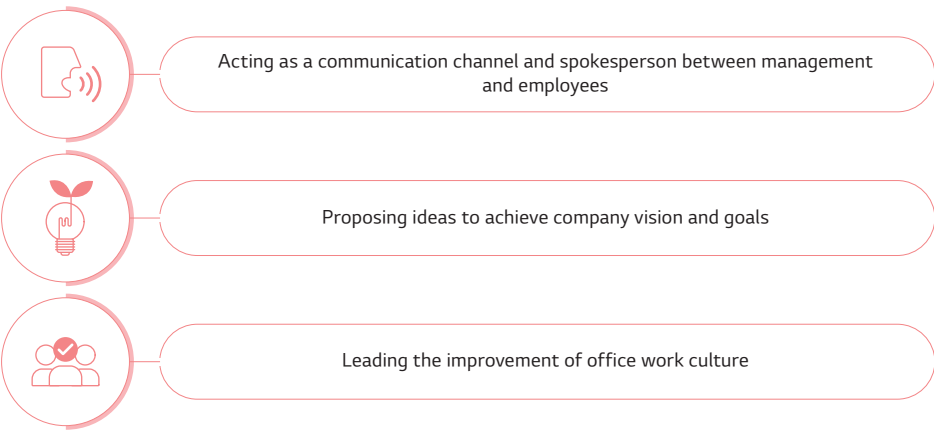 Acting as a communication channel and spokesperson between management
and employees
Proposing ideas to achieve company vision and goals
Leading the improvement of office work culture